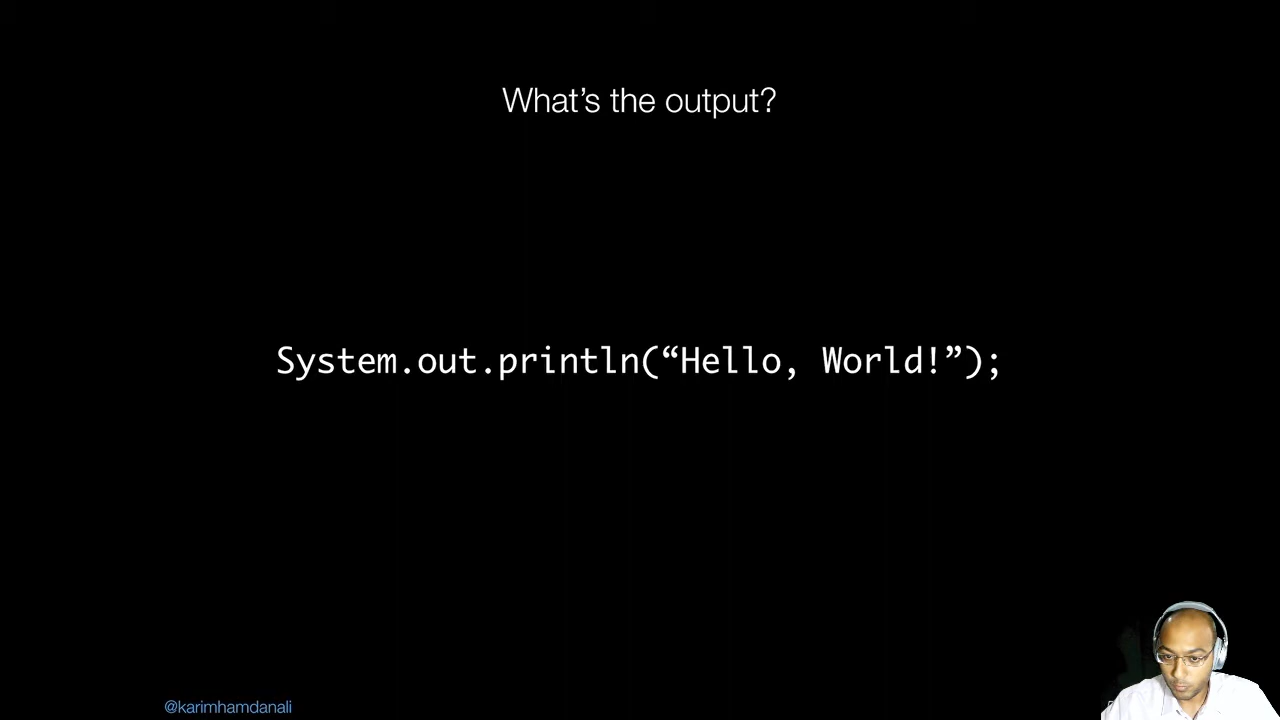 What’s the output?
System.out.println(“Hello, World!”);
@karimhamdanali